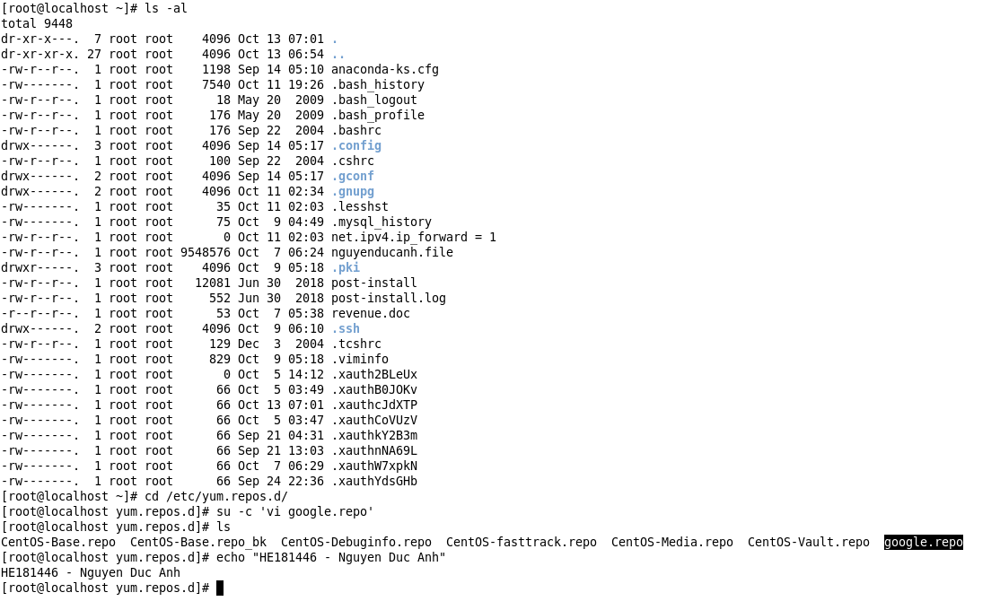 [root@localhost ~]# ls -al
total 9448
dr-xr-x---.  7 root root    4096 Oct 13 07:01 .
dr-xr-xr-x. 27 root root    4096 Oct 13 06:54 ..
-rw-r--r--.  1 root root    1198 Sep 14 05:10 anaconda-ks.cfg
-rw-------.  1 root root    7540 Oct 11 19:26 .bash_history
-rw-r--r--.  1 root root      18 May 20  2009 .bash_logout
-rw-r--r--.  1 root root     176 May 20  2009 .bash_profile
-rw-r--r--.  1 root root     176 Sep 22  2004 .bashrc
drwx------.  3 root root    4096 Sep 14 05:17 .config
-rw-r--r--.  1 root root     100 Sep 22  2004 .cshrc
drwx------.  2 root root    4096 Sep 14 05:17 .gconf
drwx------.  2 root root    4096 Oct 11 02:34 .gnupg
-rw-------.  1 root root      35 Oct 11 02:03 .lesshst
-rw-------.  1 root root      75 Oct  9 04:49 .mysql_history
-rw-r--r--.  1 root root       0 Oct 11 02:03 net.ipv4.ip_forward = 1
-rw-r--r--.  1 root root 9548576 Oct  7 06:24 nguyenducanh.file
drwxr-----.  3 root root    4096 Oct  9 05:18 .pki
-rw-r--r--.  1 root root   12081 Jun 30  2018 post-install
-rw-r--r--.  1 root root     552 Jun 30  2018 post-install.log
-r--r--r--.  1 root root      53 Oct  7 05:38 revenue.doc
drwx------.  2 root root    4096 Oct  9 06:10 .ssh
-rw-r--r--.  1 root root     129 Dec  3  2004 .tcshrc
-rw-------.  1 root root     829 Oct  9 05:18 .viminfo
-rw-------.  1 root root       0 Oct  5 14:12 .xauth2BLeUx
-rw-------.  1 root root      66 Oct  5 03:49 .xauthB0JOKv
-rw-------.  1 root root      66 Oct 13 07:01 .xauthcJdXTP
-rw-------.  1 root root      66 Oct  5 03:47 .xauthCoVUzV
-rw-------.  1 root root      66 Sep 21 04:31 .xauthkY2B3m
-rw-------.  1 root root      66 Sep 21 13:03 .xauthnNA69L
-rw-------.  1 root root      66 Oct  7 06:29 .xauthW7xpkN
-rw-------.  1 root root      66 Sep 24 22:36 .xauthYdsGHb
[root@localhost ~]# cd /etc/yum.repos.d/
[root@localhost yum.repos.d]# su -c 'vi google.repo'
[root@localhost yum.repos.d]# ls
CentOS-Base.repo  CentOS-Base.repo_bk  CentOS-Debuginfo.repo  CentOS-fasttrack.repo  CentOS-Media.repo  CentOS-Vault.repo  google.repo
[root@localhost yum.repos.d]# echo "HE181446 - Nguyen Duc Anh"
HE181446 - Nguyen Duc Anh
[root@localhost yum.repos.d]#